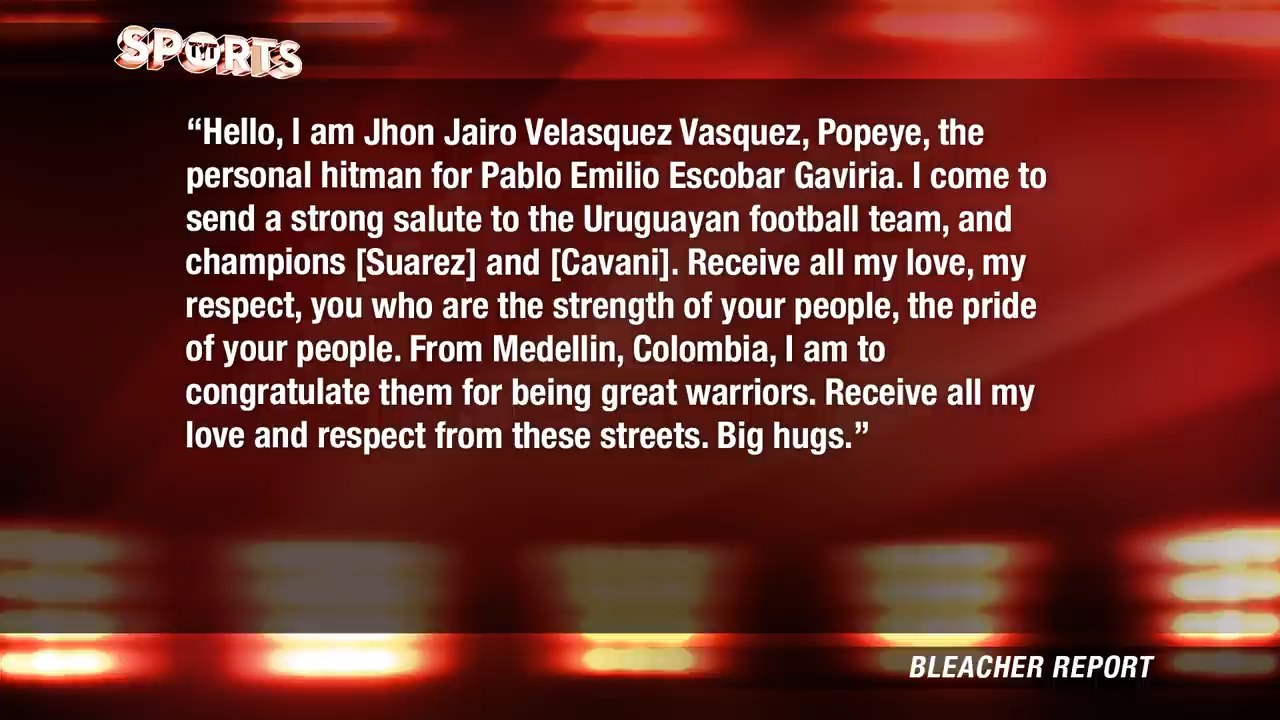 SPORTS
TYT
“Hello, I am Jhon Jairo Velasquez Vasquez, Popeye, the
personal hitman for Pablo Emilio Escobar Gaviria. I come to
send a strong salute to the Uruguayan football team, and
champions [Suarez] and [Cavani]. Receive all my love, my
respect, you who are the strength of your people, the pride
of your people. From Medellin, Colombia, I am to
congratulate them for being great warriors. Receive all my
love and respect from these streets. Big hugs.”
BLEACHER REPORT